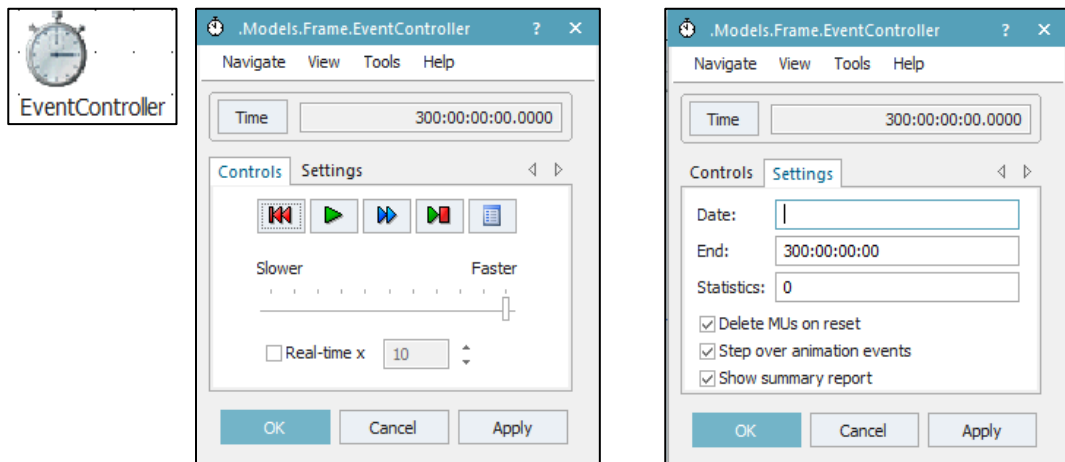 EventController
.Models.Frame.EventController ? ×
Navigate View Tools Help
Time 300:00:00:00.0000
Controls Settings
Slower Faster
Real-time x 10
OK Cancel Apply
.Models.Frame.EventController ? ×
Navigate View Tools Help
Time 300:00:00:00.0000
Controls Settings
Date:
End: 300:00:00:00
Statistics: 0
Delete MUs on reset
Step over animation events
Show summary report
OK Cancel Apply